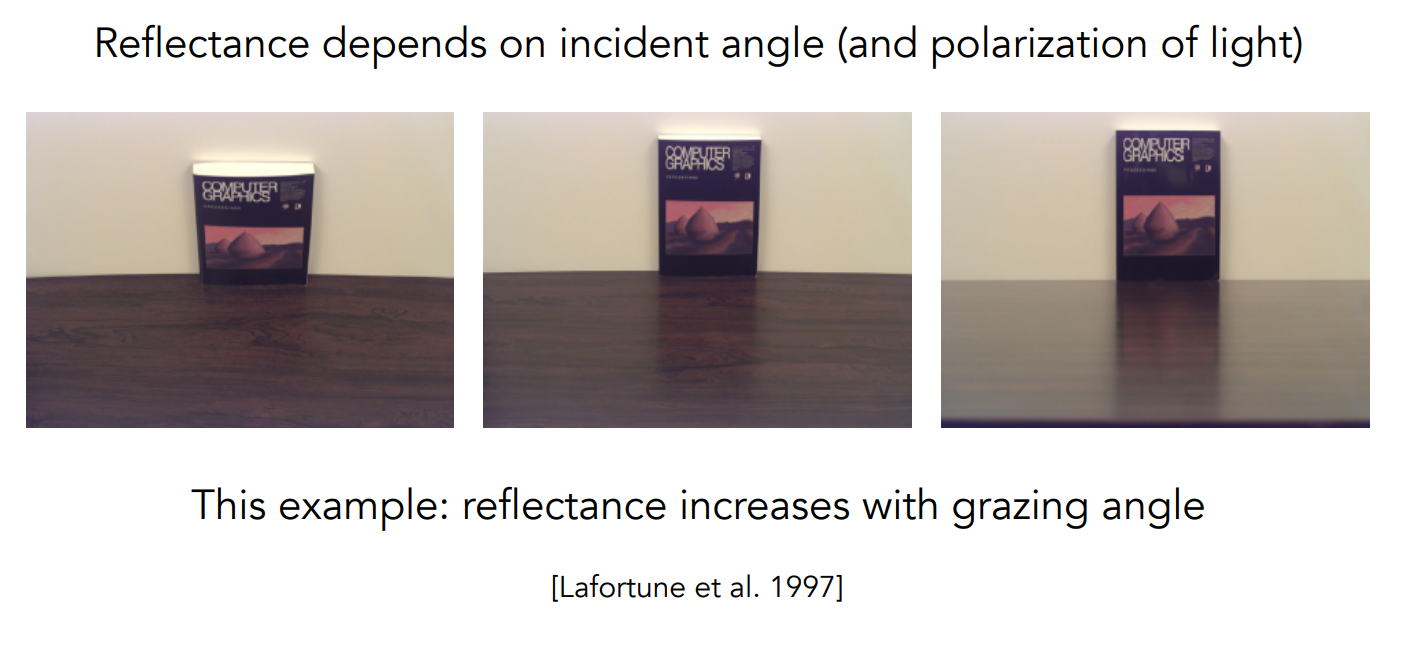 Reflectance depends on incident angle (and polarization of light)
COMPUTER
GRAPHICS
COMPUTER
GRAPHICS
COMPUTER
GRAPHICS
This example: reflectance increases with grazing angle
[Lafortune et al. 1997]